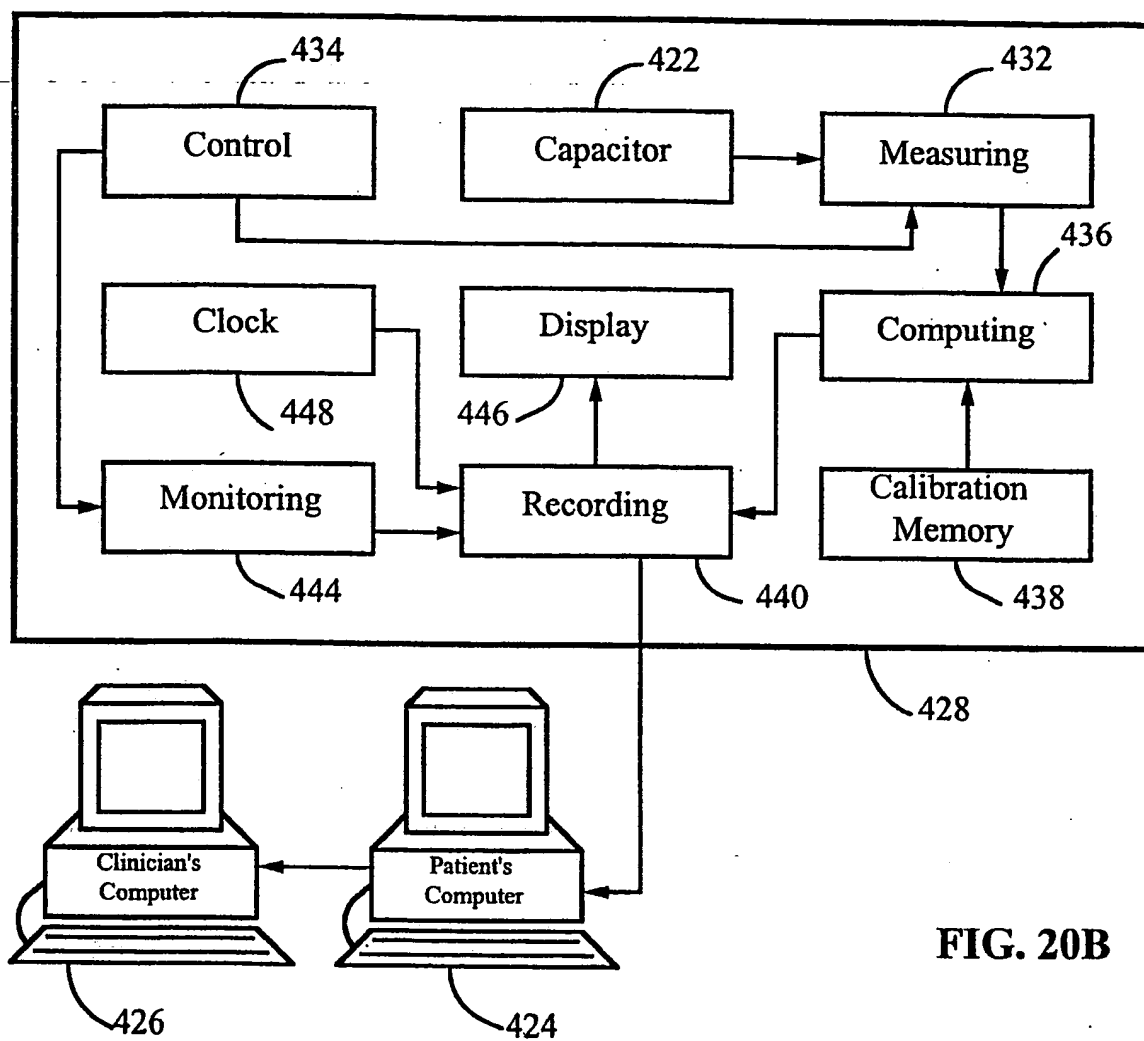 434
422
432
Control
Capacitor
Measuring
436
Clock
Display
Computing
448
446
Monitoring
Recording
Calibration
Memory
444
440
438
428
Clinician's
Computer
Patient's
Computer
FIG. 20B
426
424